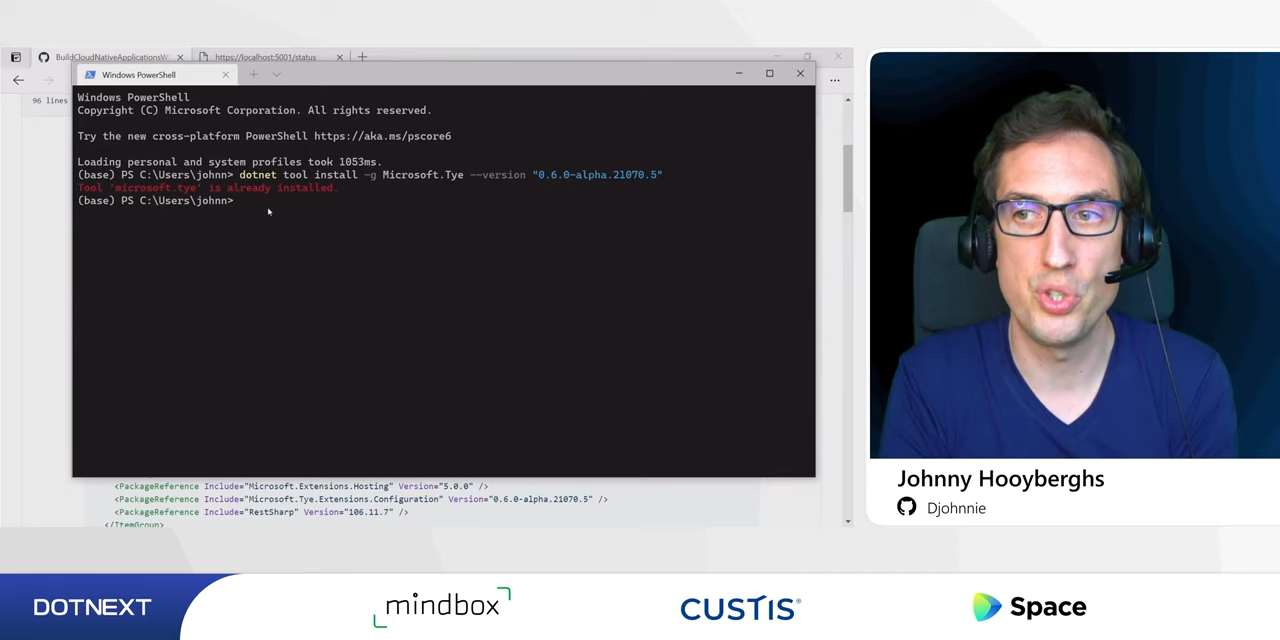 BuildCloudNativeApplicationsW
https://localhost:5001/status
96 lines
Windows PowerShell
Windows PowerShell
Copyright (C) Microsoft Corporation. All rights reserved.
Try the new cross-platform PowerShell https://aka.ms/pscore6
Loading personal and system profiles took 1053ms.
(base) PS C:\Users\johnn> dotnet tool install -g Microsoft.Tye --version "0.6.0-alpha.21070.5"
Tool 'microsoft.tye' is already installed.
(base) PS C:\Users\johnn>
<PackageReference Include="Microsoft.Extensions.Hosting" Version="5.0.0" />
<PackageReference Include="Microsoft.Tye.Extensions.Configuration" Version="0.6.0-alpha.21070.5" />
<PackageReference Include="RestSharp" Version="106.11.7" />
</ItemGroup>
Johnny Hooyberghs
Djohnnie
DOTNEXT
mindbox
CUSTIS®
Space